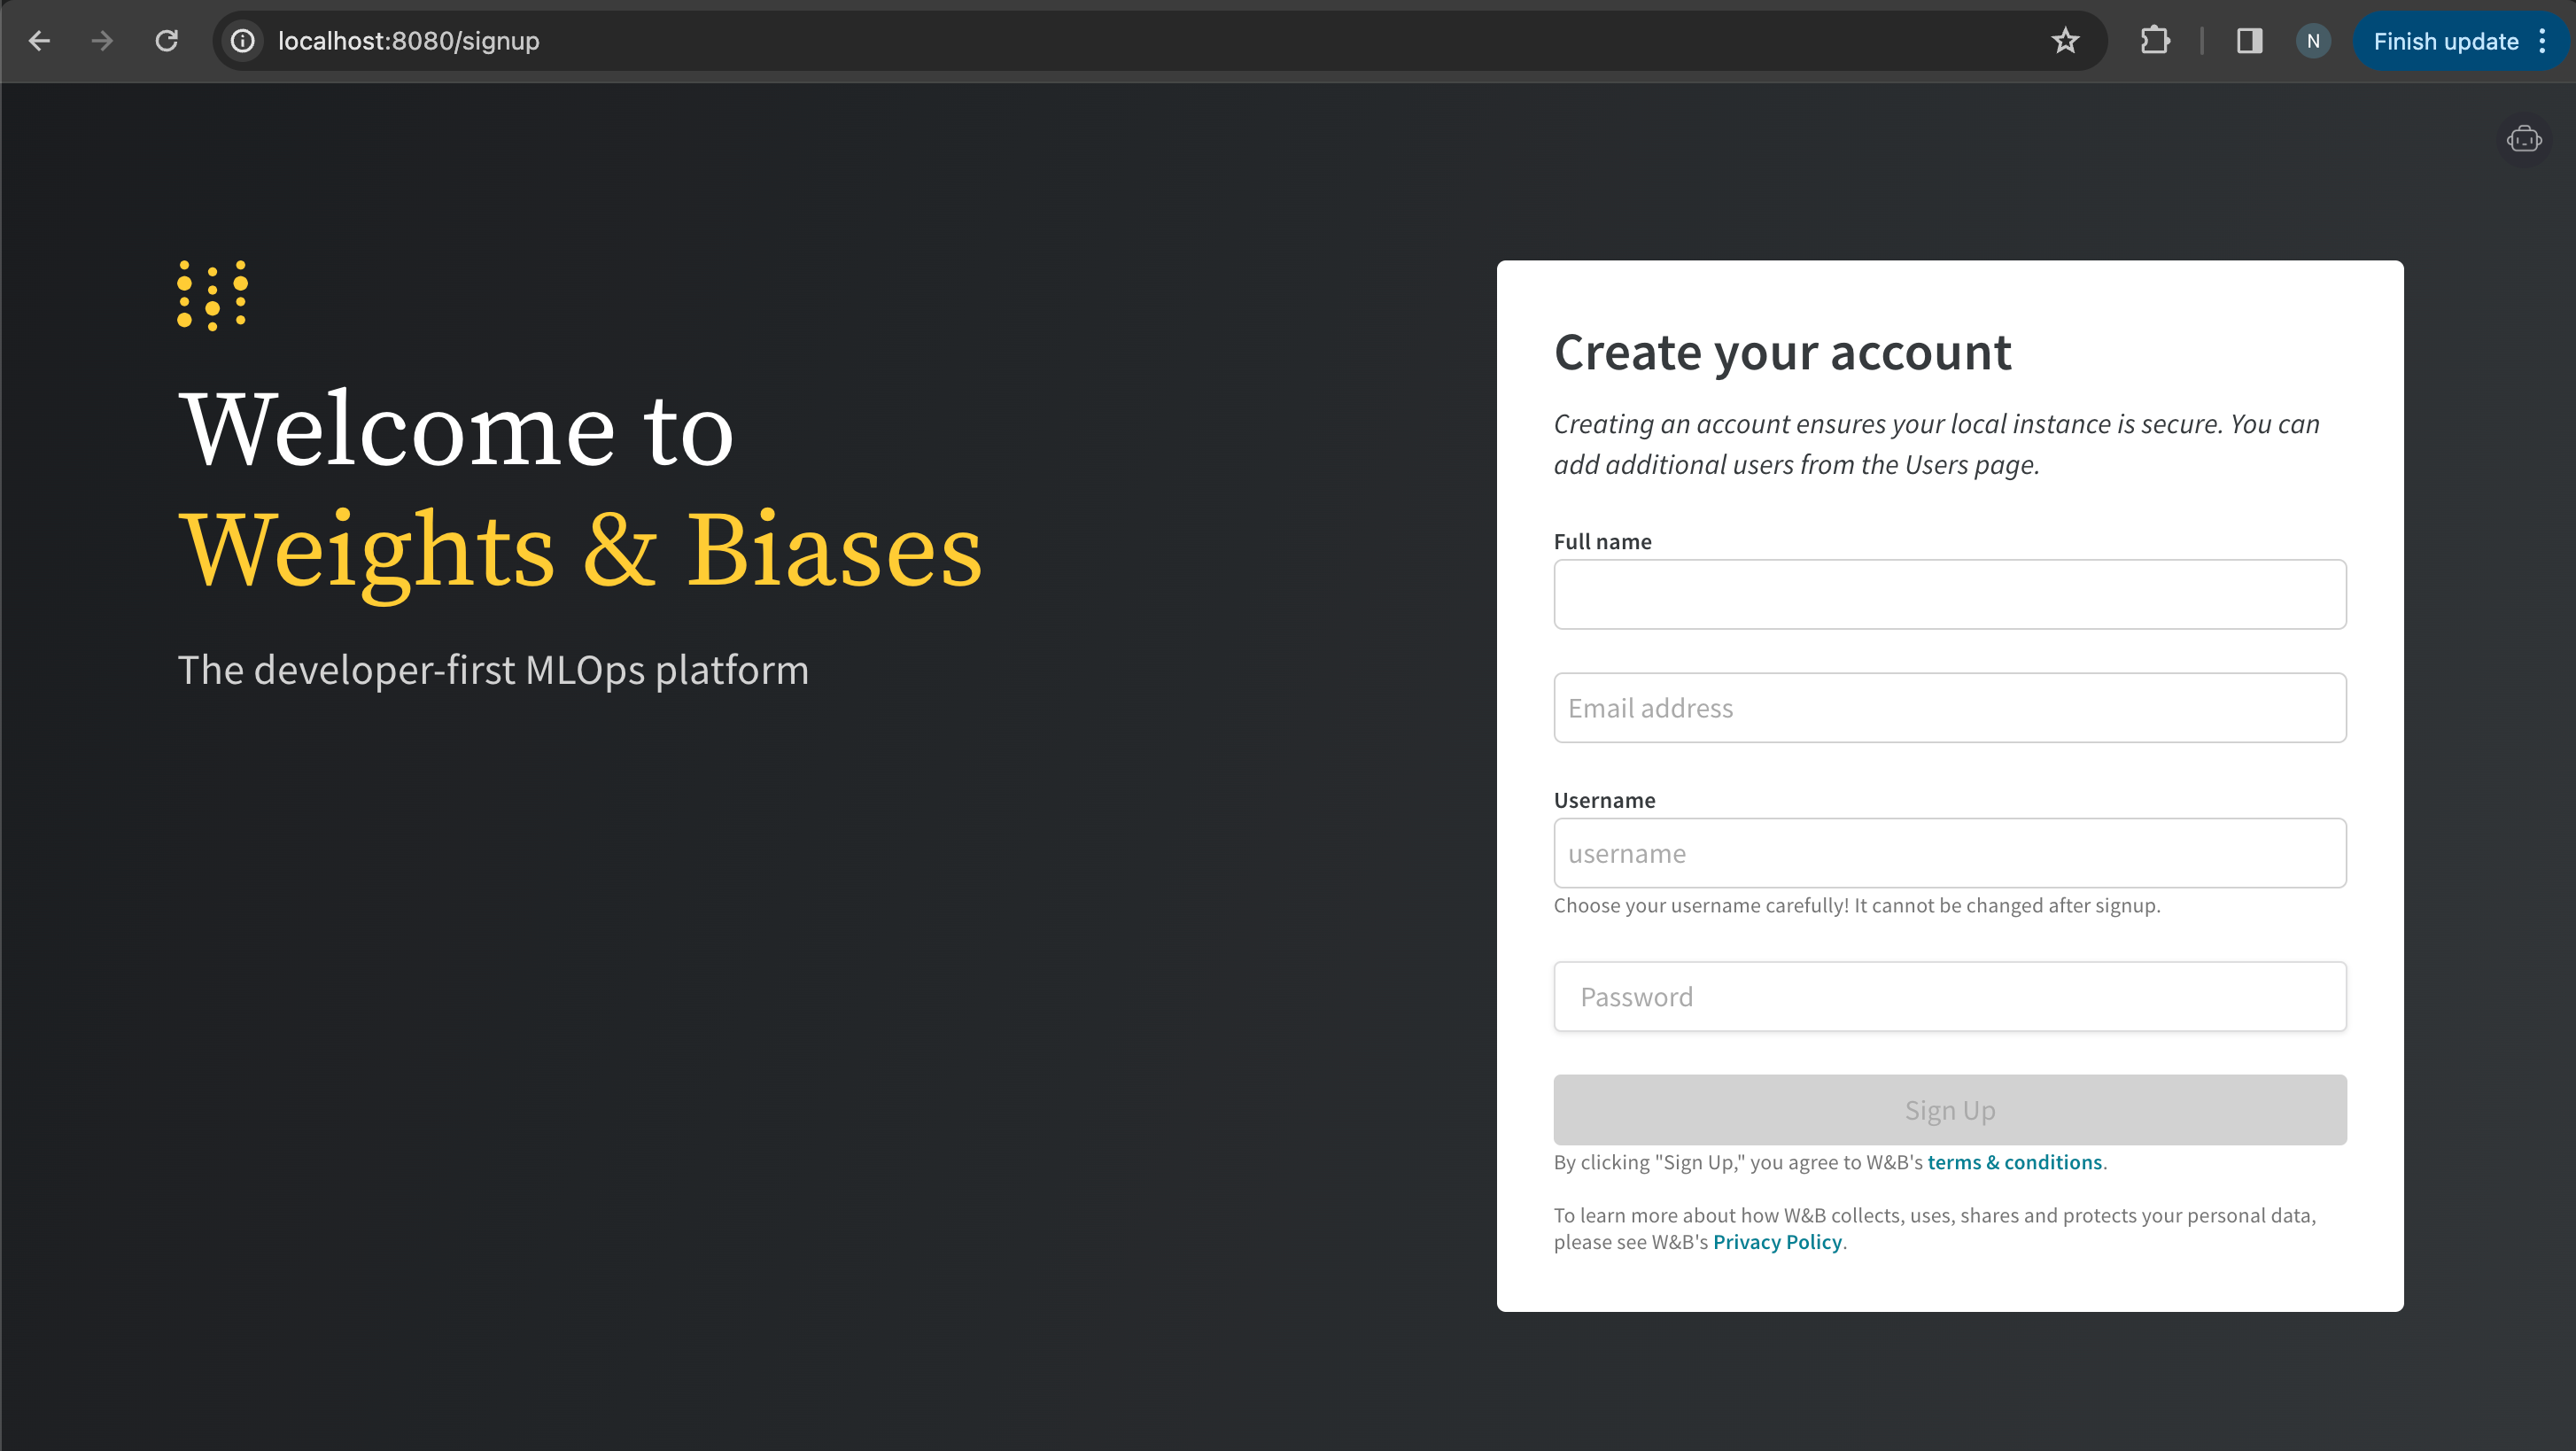 localhost:8080/signup
N
Finish update
Welcome to
Weights & Biases
The developer-first MLOps platform
Create your account
Creating an account ensures your local instance is secure. You can
add additional users from the Users page.
Full name
Email address
Username
username
Choose your username carefully! It cannot be changed after signup.
Password
Sign Up
By clicking "Sign Up," you agree to W&B's terms & conditions.
To learn more about how W&B collects, uses, shares and protects your personal data,
please see W&B's Privacy Policy.